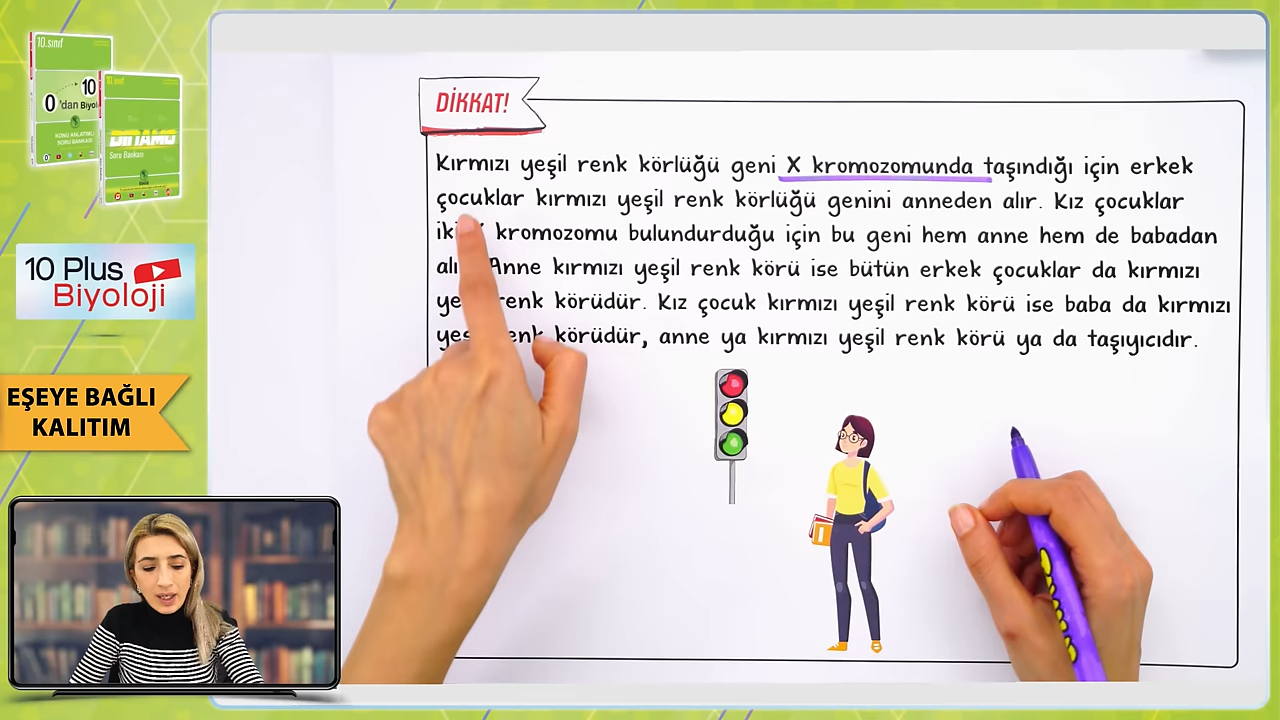 10.sınıf
0 'dan 10
Biyol
KONU ANLATIMLI
SORU BANKASI
DİNAMO
Soru Bankası
10 Plus
Biyoloji
EŞEYE BAĞLI
KALITIM
DİKKAT!
Kırmızı yeşil renk körlüğü geni X kromozomunda taşındığı için erkek
çocuklar kırmızı yeşil renk körlüğü genini anneden alır. Kız çocuklar
kromozomu bulundurduğu için bu geni hem anne hem de babadan
Anne kırmızı yeşil renk körü ise bütün erkek çocuklar da kırmızı
renk körüdür. Kız çocuk kırmızı yeşil renk körü ise baba da kırmızı
körüdür, anne ya kırmızı yeşil renk körü ya da taşıyıcıdır.